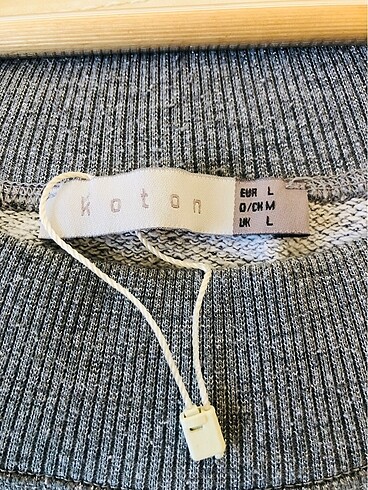 koton
EUR L
D/CH M
UK L